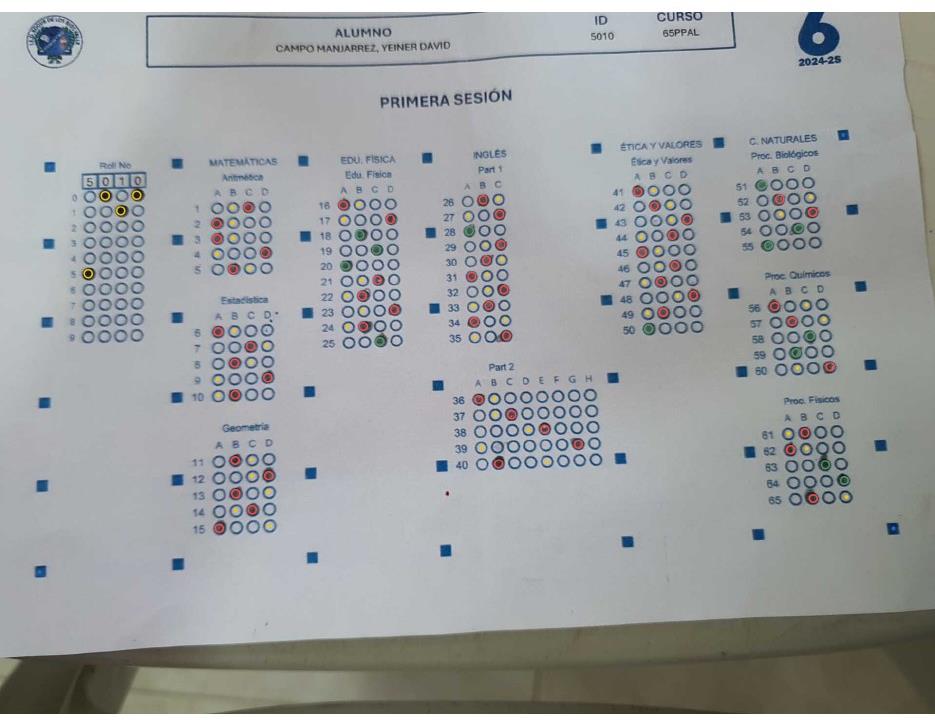 ALUMNO
CAMPO MANJARREZ, YEINER DAVID
ID
5010
CURSO
65PPAL
6
2024-25
PRIMERA SESIÓN
Roll No
5 0 1 0
0
1
2
3
4
5
6
7
8
9
MATEMÁTICAS
Aritmética
A B C D
1
2
3
4
5
Estadística
A B C D
6
7
8
9
10
Geometría
A B C D
11
12
13
14
15
EDU. FÍSICA
Edu. Física
A B C D
16
17
18
19
20
21
22
23
24
25
INGLÉS
Part 1
A B C
26
27
28
29
30
31
32
33
34
35
Part 2
A B C D E F G H
36
37
38
39
40
ÉTICA Y VALORES
Ética y Valores
A B C D
41
42
43
44
45
46
47
48
49
50
C. NATURALES
Proc. Biológicos
51
52
53
54
55
Proc. Químicos
A B C D
56
57
58
59
60
Proc. Físicos
A B C D
61
62
63
64
65